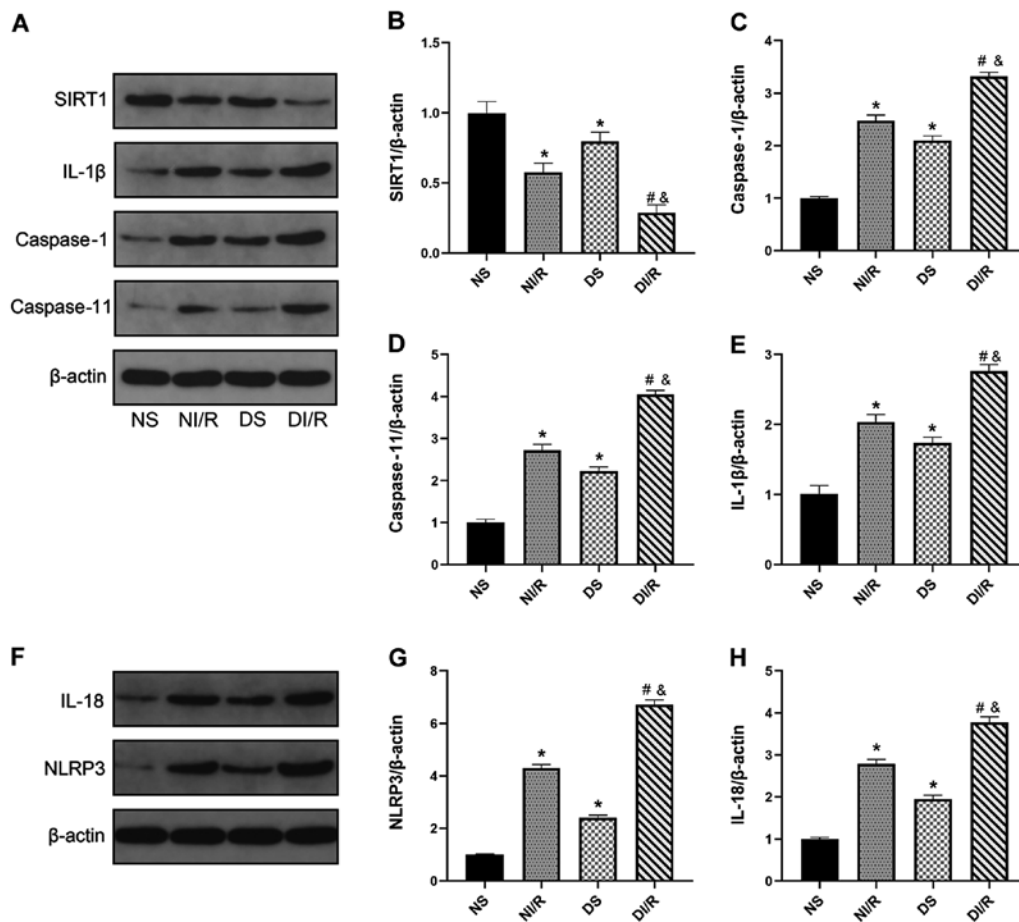 A
SIRT1
IL-1β
Caspase-1
Caspase-11
β-actin
NS NI/R DS DI/R
B
SIRT1/β-actin
1.5
1.0
0.5
0.0
*
*
# &
NS NI/R DS DI/R
C
Caspase-1/β-actin
4
3
2
1
0
*
*
# &
NS NI/R DS DI/R
D
Caspase-11/β-actin
5
4
3
2
1
0
*
*
# &
NS NI/R DS DI/R
E
IL-1β/β-actin
3
2
1
0
*
*
# &
NS NI/R DS DI/R
F
IL-18
NLRP3
β-actin
G
NLRP3/β-actin
8
6
4
2
0
*
*
# &
NS NI/R DS DI/R
H
IL-18/β-actin
5
4
3
2
1
0
*
*
# &
NS NI/R DS DI/R